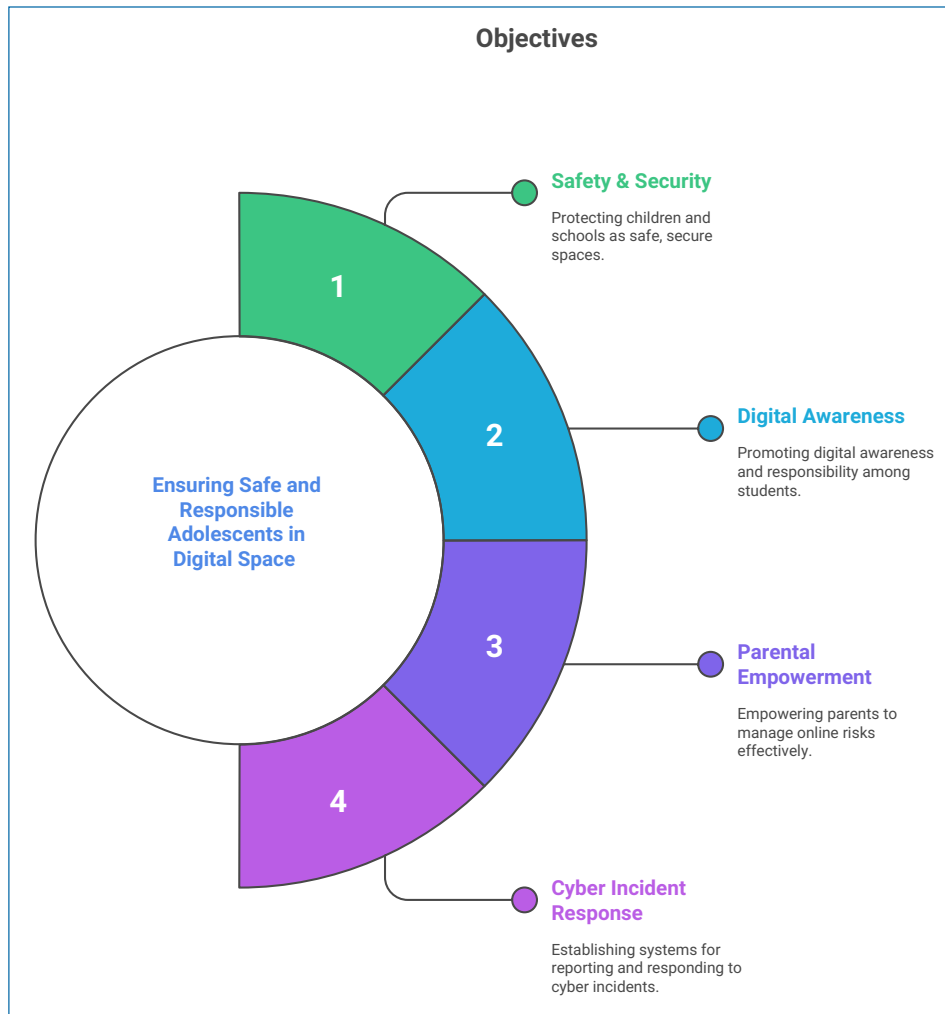 Objectives
Safety & Security
Protecting children and
schools as safe, secure
spaces.
1
Digital Awareness
Promoting digital awareness
and responsibility among
students.
2
Ensuring Safe and
Responsible
Adolescents in
Digital Space
3
Parental
Empowerment
Empowering parents to
manage online risks
effectively.
4
Cyber Incident
Response
Establishing systems for
reporting and responding to
cyber incidents.